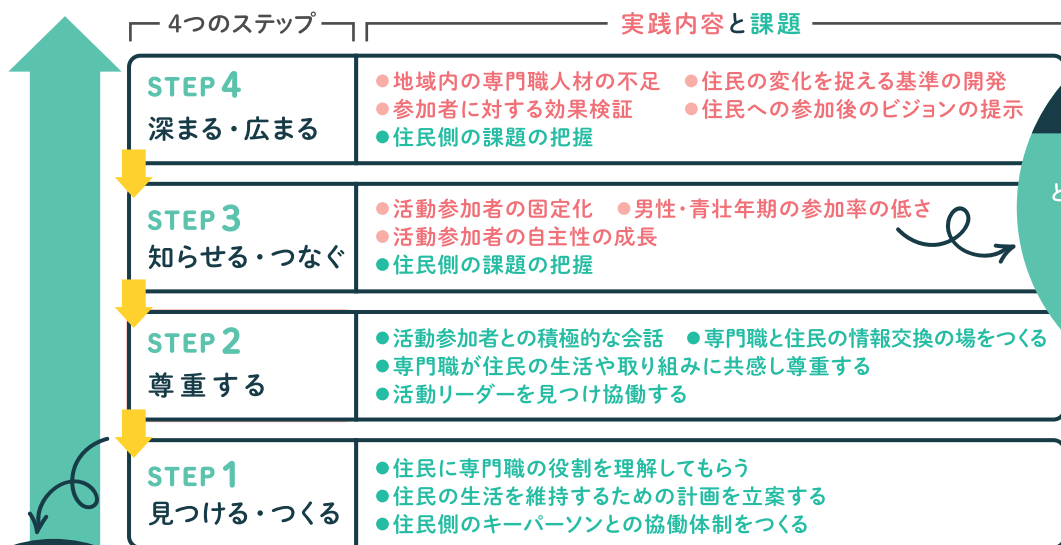 4つのステップ
実践内容と課題
STEP 4
深まる・広まる
●地域内の専門職人材の不足 ●住民の変化を捉える基準の開発
●参加者に対する効果検証 ●住民への参加後のビジョンの提示
●住民側の課題の把握
STEP 3
知らせる・つなぐ
●活動参加者の固定化 ●男性・青壮年期の参加率の低さ
●活動参加者の自主性の成長
●住民側の課題の把握
と
STEP 2
尊重する
●活動参加者との積極的な会話 ●専門職と住民の情報交換の場をつくる
●専門職が住民の生活や取り組みに共感し尊重する
●活動リーダーを見つけ協働する
STEP 1
見つける・つくる
●住民に専門職の役割を理解してもらう
●住民の生活を維持するための計画を立案する
●住民側のキーパーソンとの協働体制をつくる